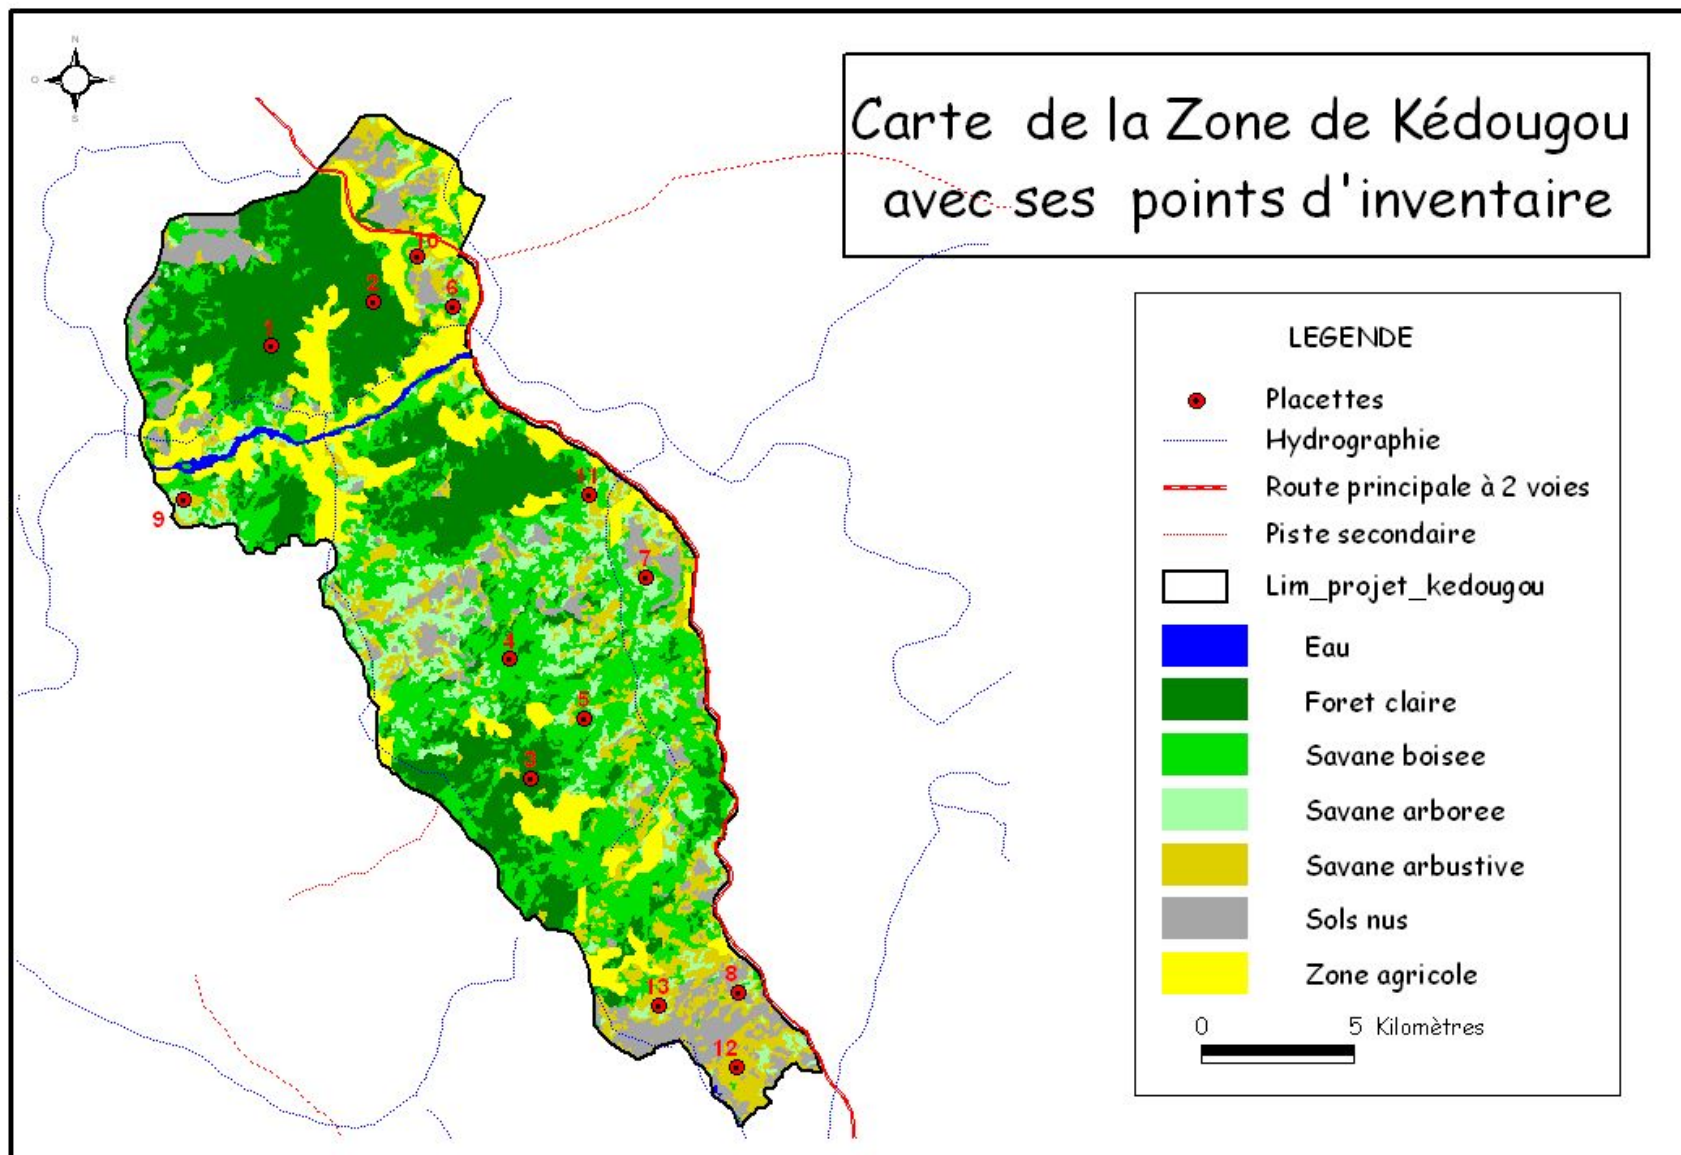 N
O
E
S
Carte de la Zone de Kédougou
avec ses points d'inventaire
10
2
6
1
11
9
7
4
5
3
13
8
12
LEGENDE
Placettes
Hydrographie
Route principale à 2 voies
Piste secondaire
Lim_projet_kedougou
Eau
Foret claire
Savane boisee
Savane arboree
Savane arbustive
Sols nus
Zone agricole
0 5 Kilomètres